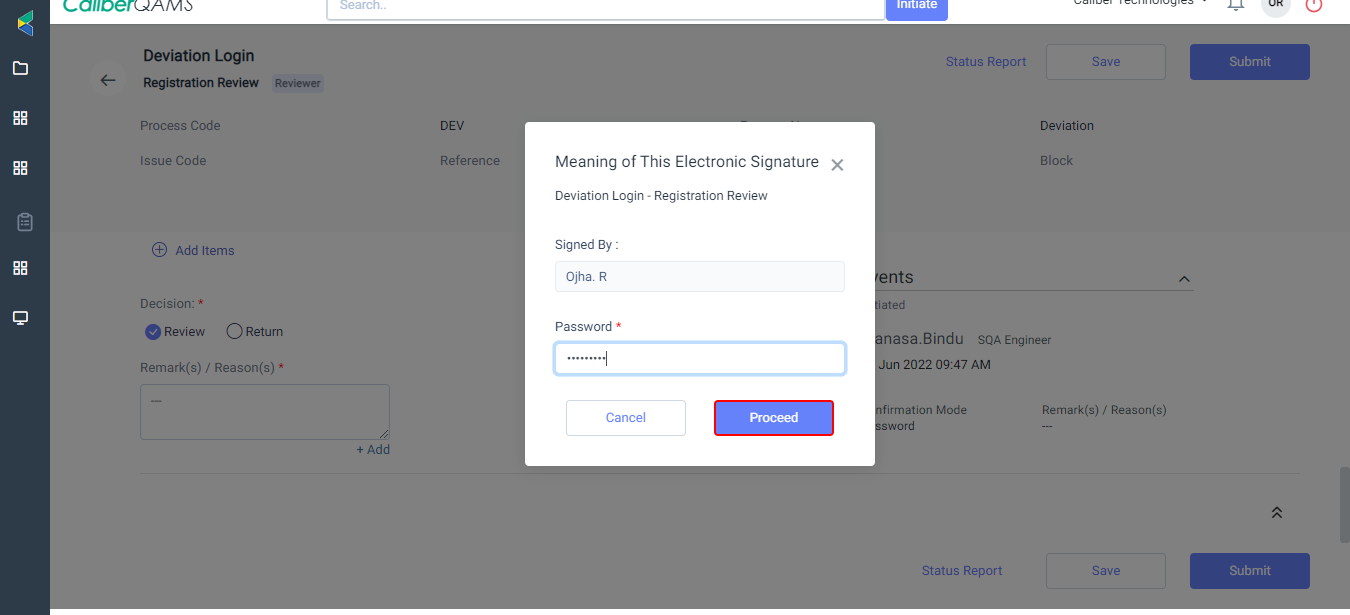 CaliberQAMS
Search..
Initiate
Caliber Technologies
OR
Deviation Login
Registration Review Reviewer
Status Report Save Submit
Process Code DEV Deviation
Issue Code Reference Block
Add Items
Decision: *
Review Return
Remark(s) / Reason(s) *
---
+ Add
Meaning of This Electronic Signature
Deviation Login - Registration Review
Signed By :
Ojha. R
Password *
•••••••••
Cancel Proceed
vents
tiated
anasa.Bindu SQA Engineer
Jun 2022 09:47 AM
nfirmation Mode Remark(s) / Reason(s)
ssword ---
Status Report Save Submit